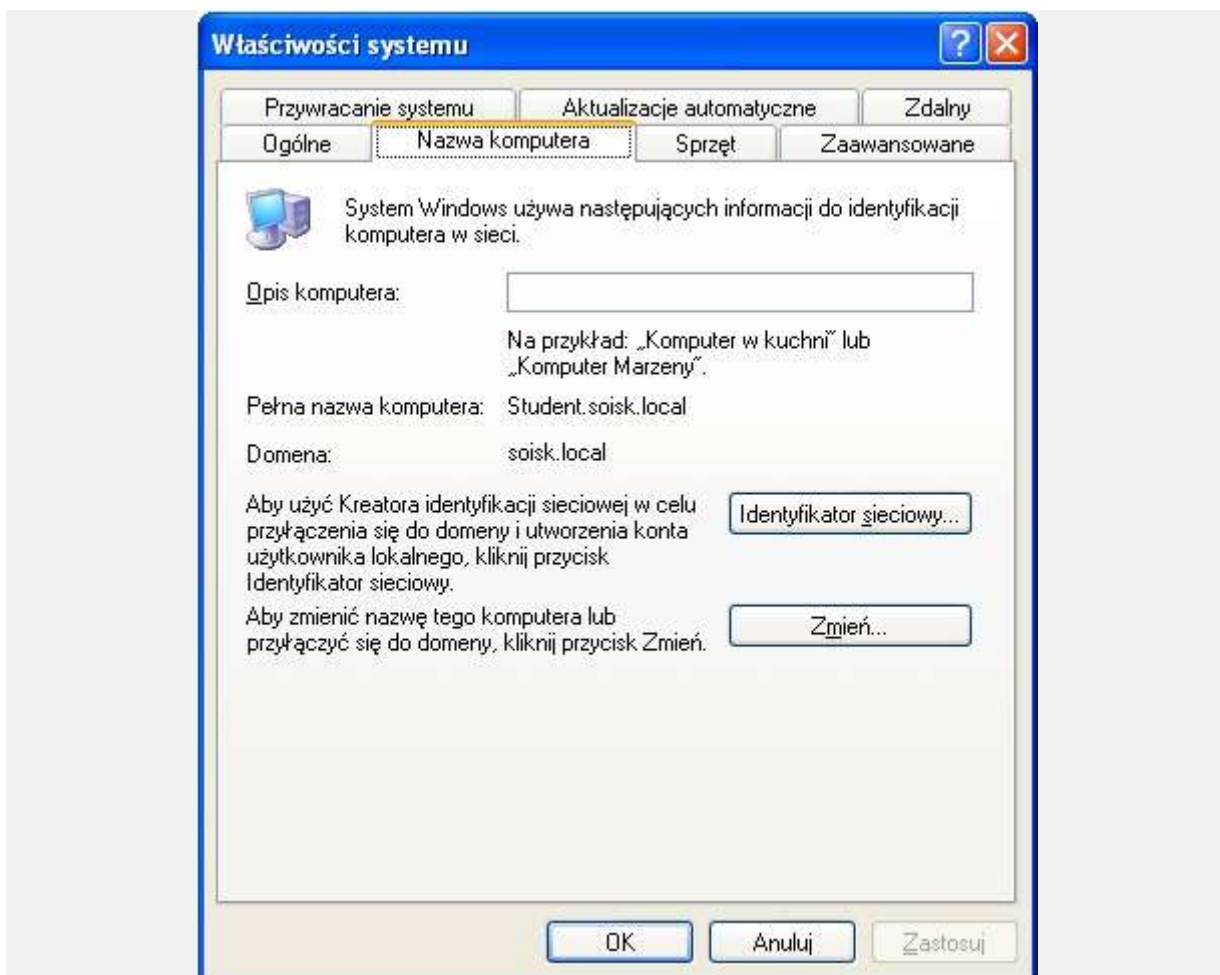 Właściwości systemu
Przywracanie systemu Aktualizacje automatyczne Zdalny
Ogólne Nazwa komputera Sprzęt Zaawansowane
System Windows używa następujących informacji do identyfikacji
komputera w sieci.
Opis komputera:
Na przykład: „Komputer w kuchni” lub
„Komputer Marzeny”.
Pełna nazwa komputera: Student.soisk.local
Domena: soisk.local
Aby użyć Kreatora identyfikacji sieciowej w celu
przyłączenia się do domeny i utworzenia konta
użytkownika lokalnego, kliknij przycisk
Identyfikator sieciowy.
Identyfikator sieciowy...
Aby zmienić nazwę tego komputera lub
przyłączyć się do domeny, kliknij przycisk Zmień.
Zmień...
OK Anuluj Zastosuj